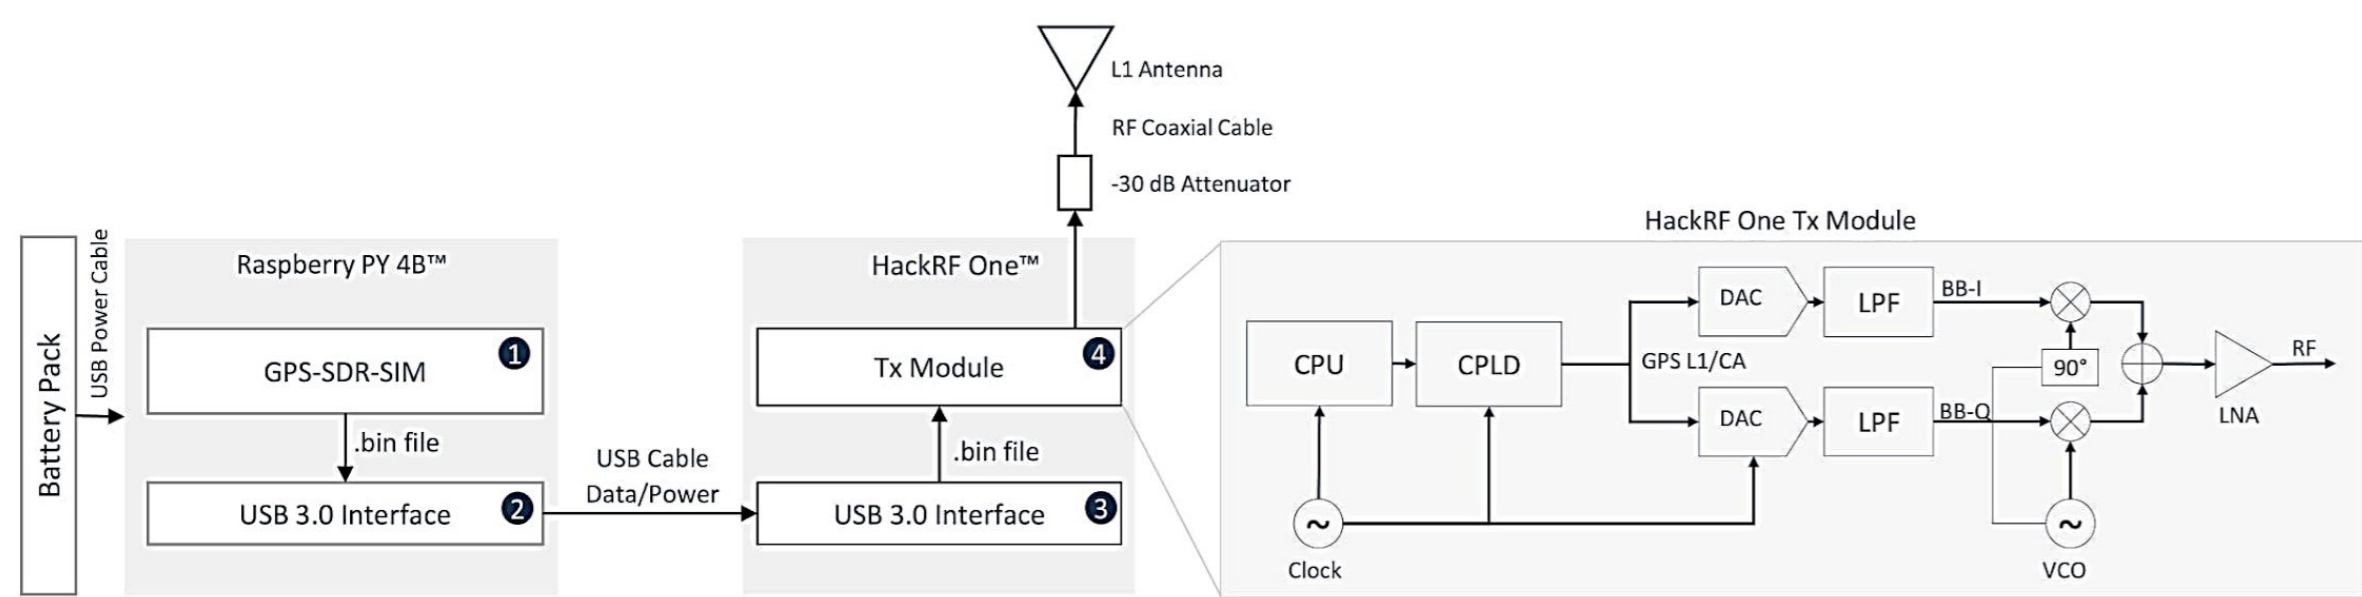 L1 Antenna
RF Coaxial Cable
-30 dB Attenuator
Battery Pack
USB Power Cable
Raspberry PY 4B™
GPS-SDR-SIM
1
.bin file
USB 3.0 Interface
2
USB Cable
Data/Power
HackRF One™
Tx Module
4
.bin file
USB 3.0 Interface
3
HackRF One Tx Module
CPU
CPLD
GPS L1/CA
DAC
LPF
BB-I
90°
DAC
LPF
BB-Q
LNA
RF
~
Clock
~
VCO